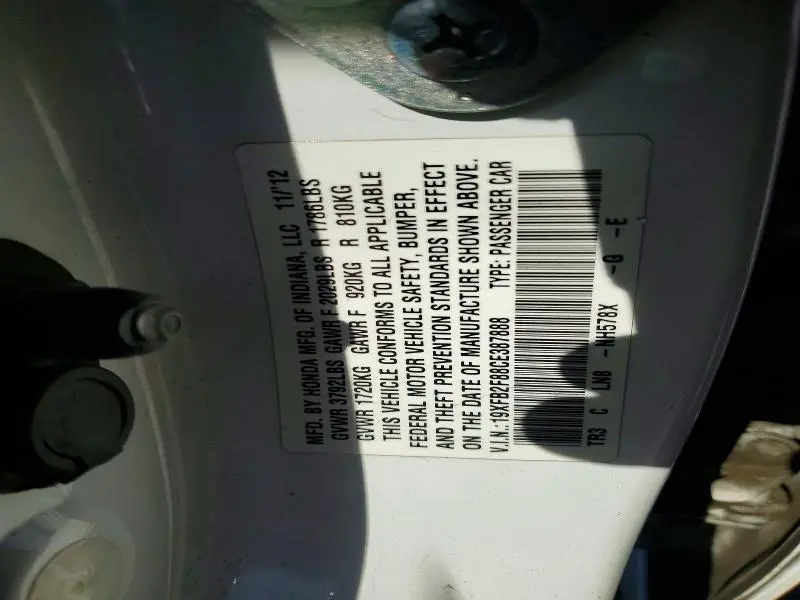 MFD. BY HONDA MFG. OF INDIANA, LLC 11/'12
GVWR 3792LBS GAWR F 2029LBS R 1786LBS
GVWR 1720KG GAWR F 920KG R 810KG
THIS VEHICLE CONFORMS TO ALL APPLICABLE
FEDERAL MOTOR VEHICLE SAFETY, BUMPER,
AND THEFT PREVENTION STANDARDS IN EFFECT
ON THE DATE OF MANUFACTURE SHOWN ABOVE.
V.I.N.:19XFB2F88CE387888 TYPE: PASSENGER CAR
TR3 C LN8 -NH578X -G -E